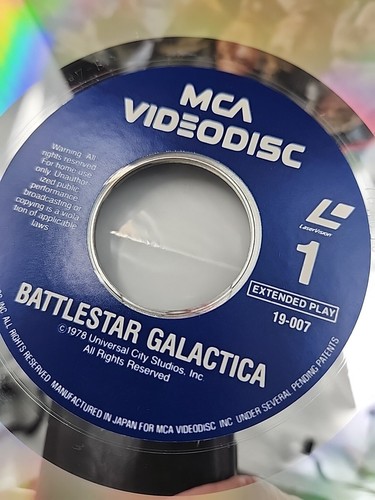 MCA
VIDEODISC
Warning. All
rights reserved
For home use
only. Unauthor
ized public
performance,
broadcasting or
copying is a viola
tion of applicable
laws
LaserVision
1
EXTENDED PLAY
19-007
BATTLESTAR GALACTICA
©1978 Universal City Studios, Inc.
All Rights Reserved
INC ALL RIGHTS RESERVED MANUFACTURED IN JAPAN FOR MCA VIDEODISC INC UNDER SEVERAL PENDING PATENTS